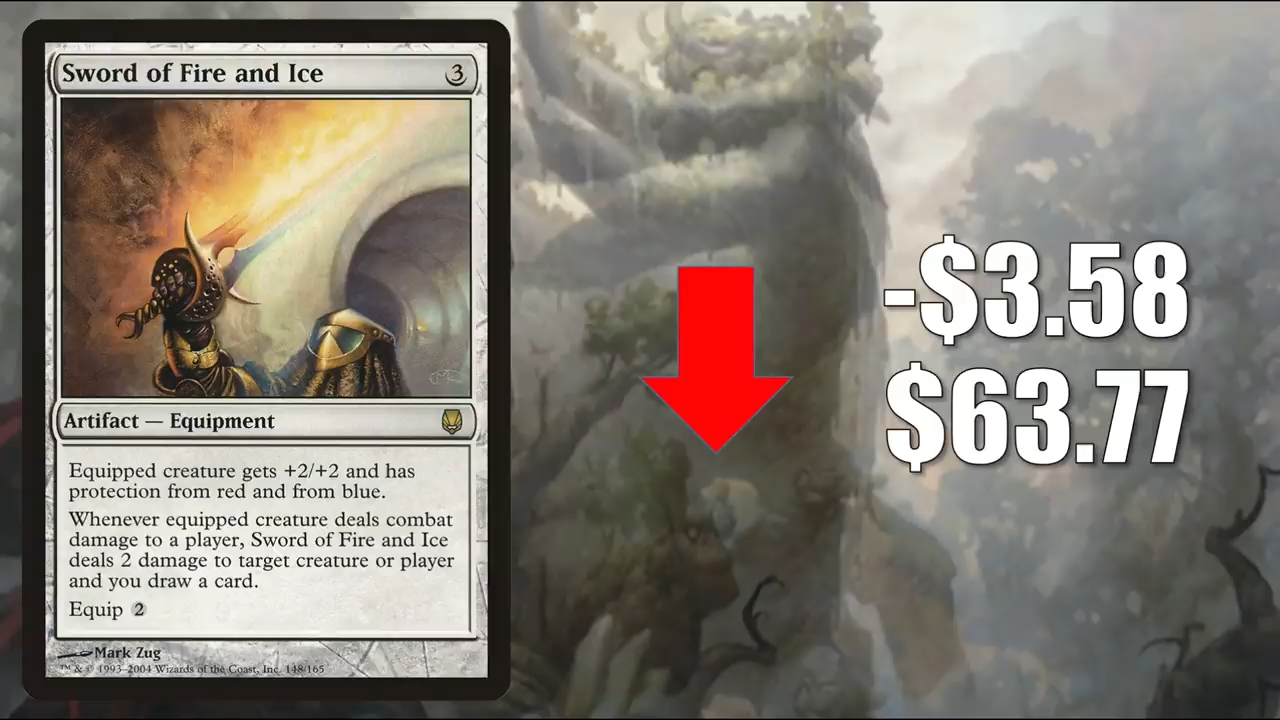 Sword of Fire and Ice 3
Artifact — Equipment
Equipped creature gets +2/+2 and has
protection from red and from blue.
Whenever equipped creature deals combat
damage to a player, Sword of Fire and Ice
deals 2 damage to target creature or player
and you draw a card.
Equip 2
Mark Zug
™ & © 1993–2004 Wizards of the Coast, Inc. 148/165
-$3.58
$63.77